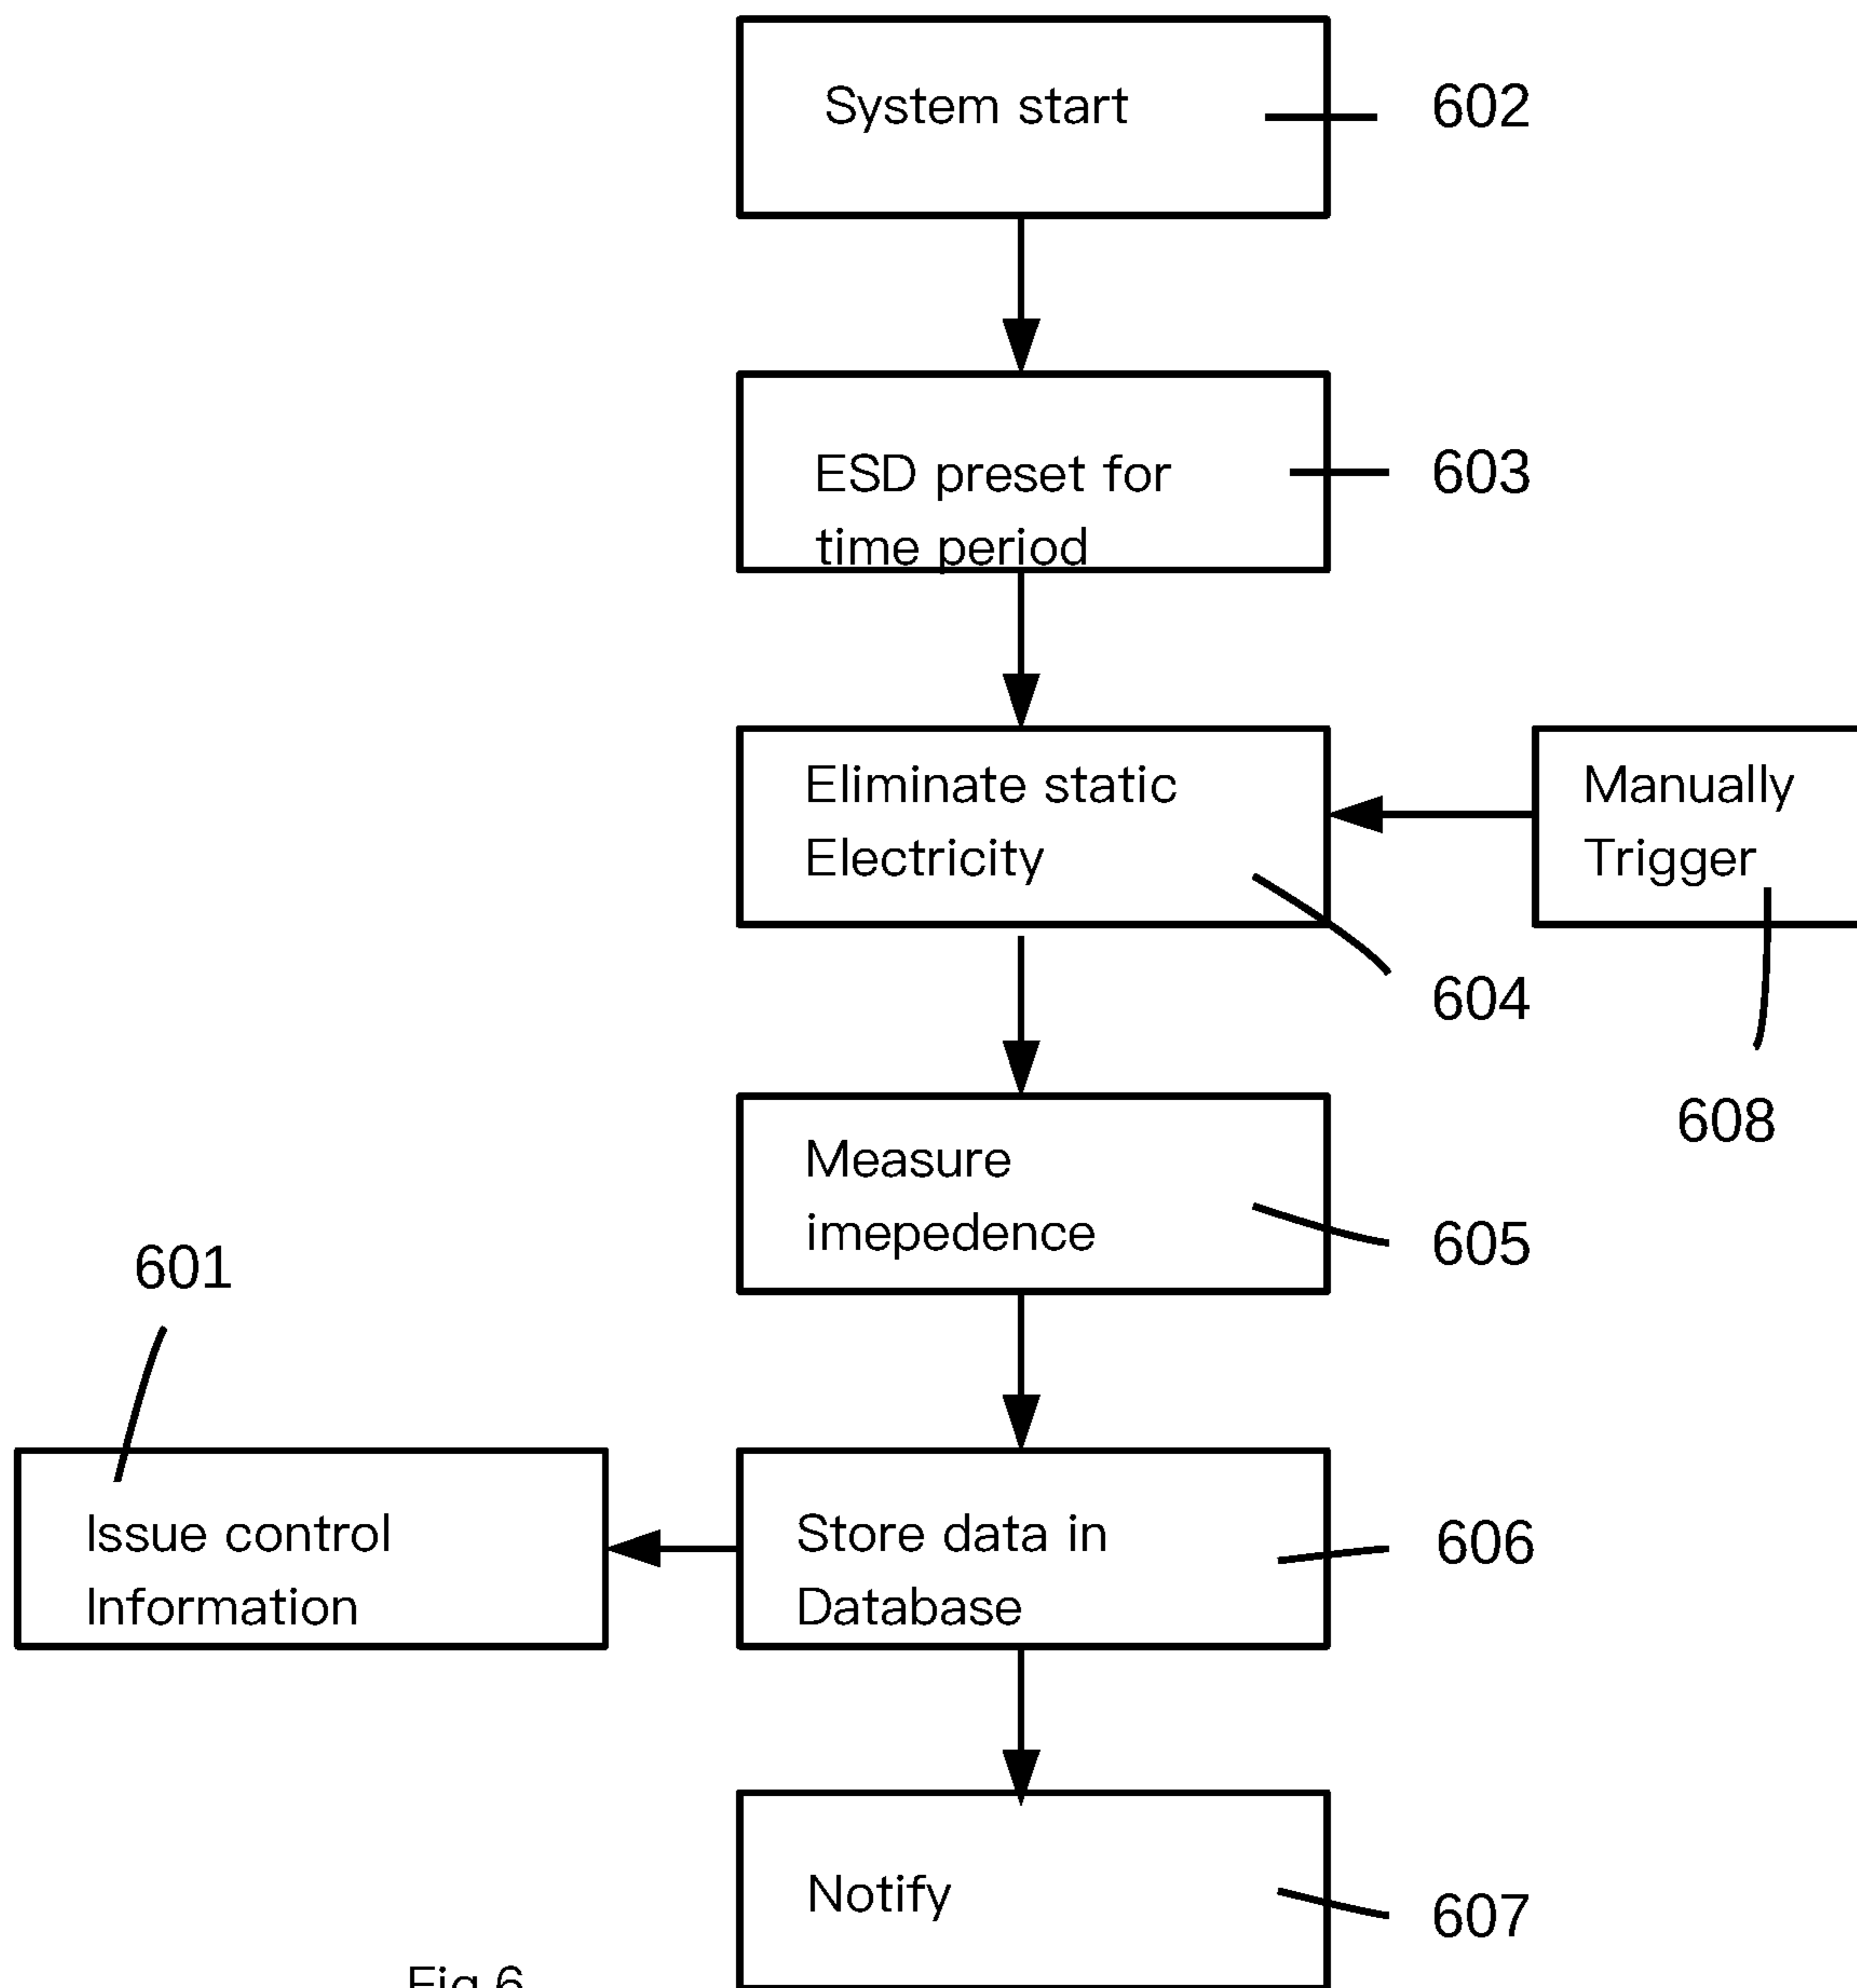 System start
602
ESD preset for
time period
603
Eliminate static
Electricity
Manually
Trigger
604
608
Measure
imepedence
605
601
Issue control
Information
Store data in
Database
606
Notify
607
Fig 6